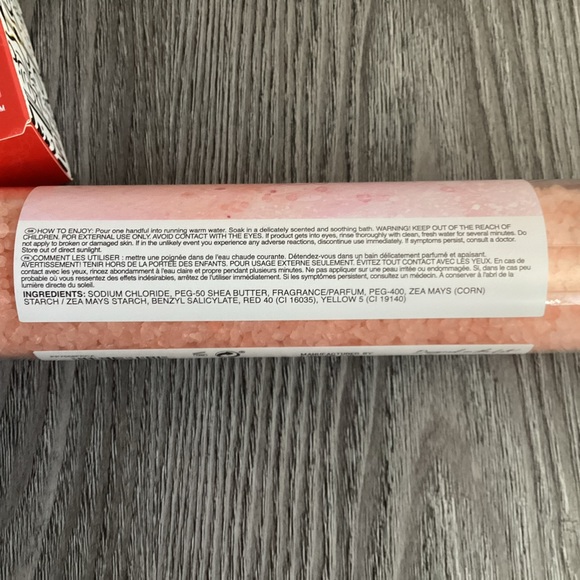 HOW TO ENJOY: Pour one handful into running warm water. Soak in a delicately scented and soothing bath. WARNING! KEEP OUT OF THE REACH OF
CHILDREN. FOR EXTERNAL USE ONLY. AVOID CONTACT WITH THE EYES. If product gets into eyes, rinse thoroughly with clean, fresh water for several minutes. Do
not apply to broken or damaged skin. If in the unlikely event you experience any adverse reactions, discontinue use immediately. If symptoms persist, consult a doctor.
Store out of direct sunlight.
COMMENT LES UTILISER : mettre une poignée dans de l'eau chaude courante. Détendez-vous dans un bain délicatement parfumé et apaisant.
AVERTISSEMENT! TENIR HORS DE LA PORTÉE DES ENFANTS. POUR USAGE EXTERNE SEULEMENT. ÉVITEZ TOUT CONTACT AVEC LES YEUX. En cas de
contact avec les yeux, rincez abondamment à l'eau claire et propre pendant plusieurs minutes. Ne pas appliquer sur une peau irritée ou endommagée. Si, dans le cas peu
probable où vous subissez des réactions indésirables, cessez l'utilisation immédiatement. Si les symptômes persistent, consultez un médecin. À conserver à l'abri de la
lumière directe du soleil.
INGREDIENTS: SODIUM CHLORIDE, PEG-50 SHEA BUTTER, FRAGRANCE/PARFUM, PEG-400, ZEA MAYS (CORN)
STARCH / ZEA MAYS STARCH, BENZYL SALICYLATE, RED 40 (CI 16035), YELLOW 5 (CI 19140)
MANUFACTURED BY